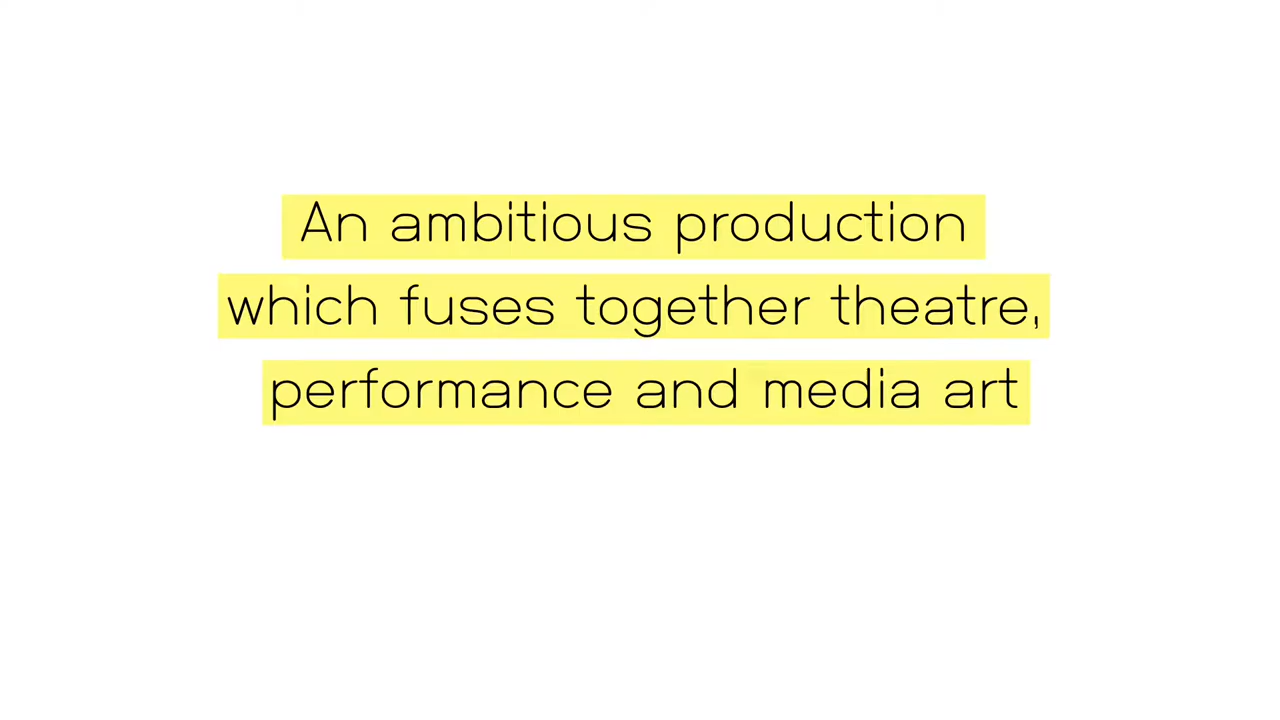 An ambitious production
which fuses together theatre,
performance and media art